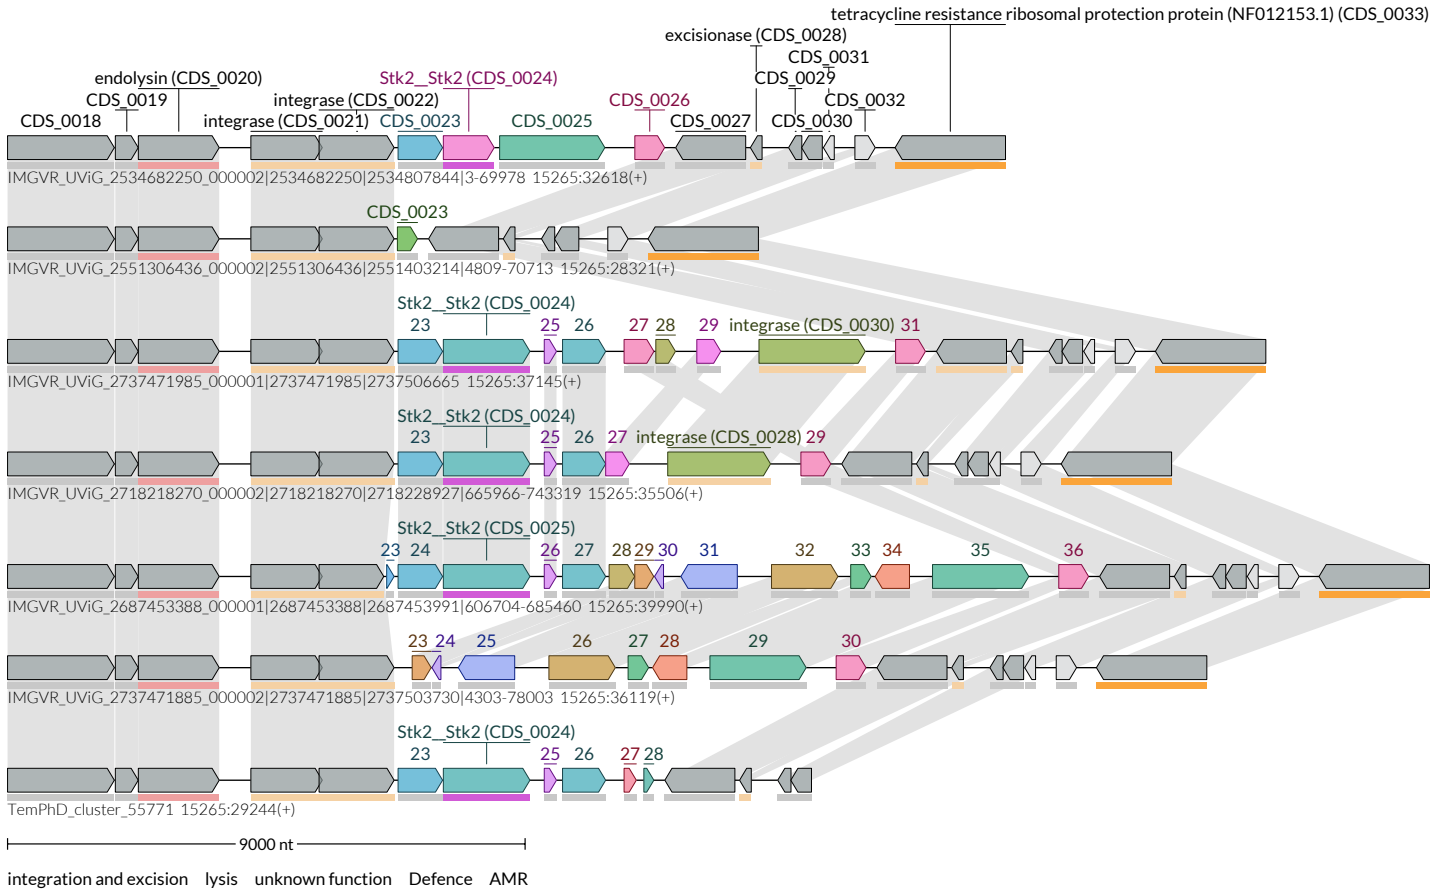 tetracycline resistance ribosomal protection protein (NF012153.1) (CDS_0033)
excisionase (CDS_0028)
CDS_0031
endolysin (CDS_0020) Stk2__Stk2 (CDS_0024) CDS_0029
CDS_0019 integrase (CDS_0022) CDS_0026 CDS_0032
CDS_0018 integrase (CDS_0021) CDS_0023 CDS_0025 CDS_0027 CDS_0030
IMGVR_UViG_2534682250_000002|2534682250|2534807844|3-69978 15265:32618(+)
CDS_0023
IMGVR_UViG_2551306436_000002|2551306436|2551403214|4809-70713 15265:28321(+)
Stk2__Stk2 (CDS_0024)
23 25 26 27 28 29 integrase (CDS_0030) 31
IMGVR_UViG_2737471985_000001|2737471985|2737506665 15265:37145(+)
Stk2__Stk2 (CDS_0024)
23 25 26 27 integrase (CDS_0028) 29
IMGVR_UViG_2718218270_000002|2718218270|2718228927|665966-743319 15265:35506(+)
Stk2__Stk2 (CDS_0025)
23 24 26 27 28 29 30 31 32 33 34 35 36
IMGVR_UViG_2687453388_000001|2687453388|2687453991|606704-685460 15265:39990(+)
23 24 25 26 27 28 29 30
IMGVR_UViG_2737471885_000002|2737471885|2737503730|4303-78003 15265:36119(+)
Stk2__Stk2 (CDS_0024)
23 25 26 27 28
TemPhD_cluster_55771 15265:29244(+)
9000 nt
integration and excision lysis unknown function Defence AMR